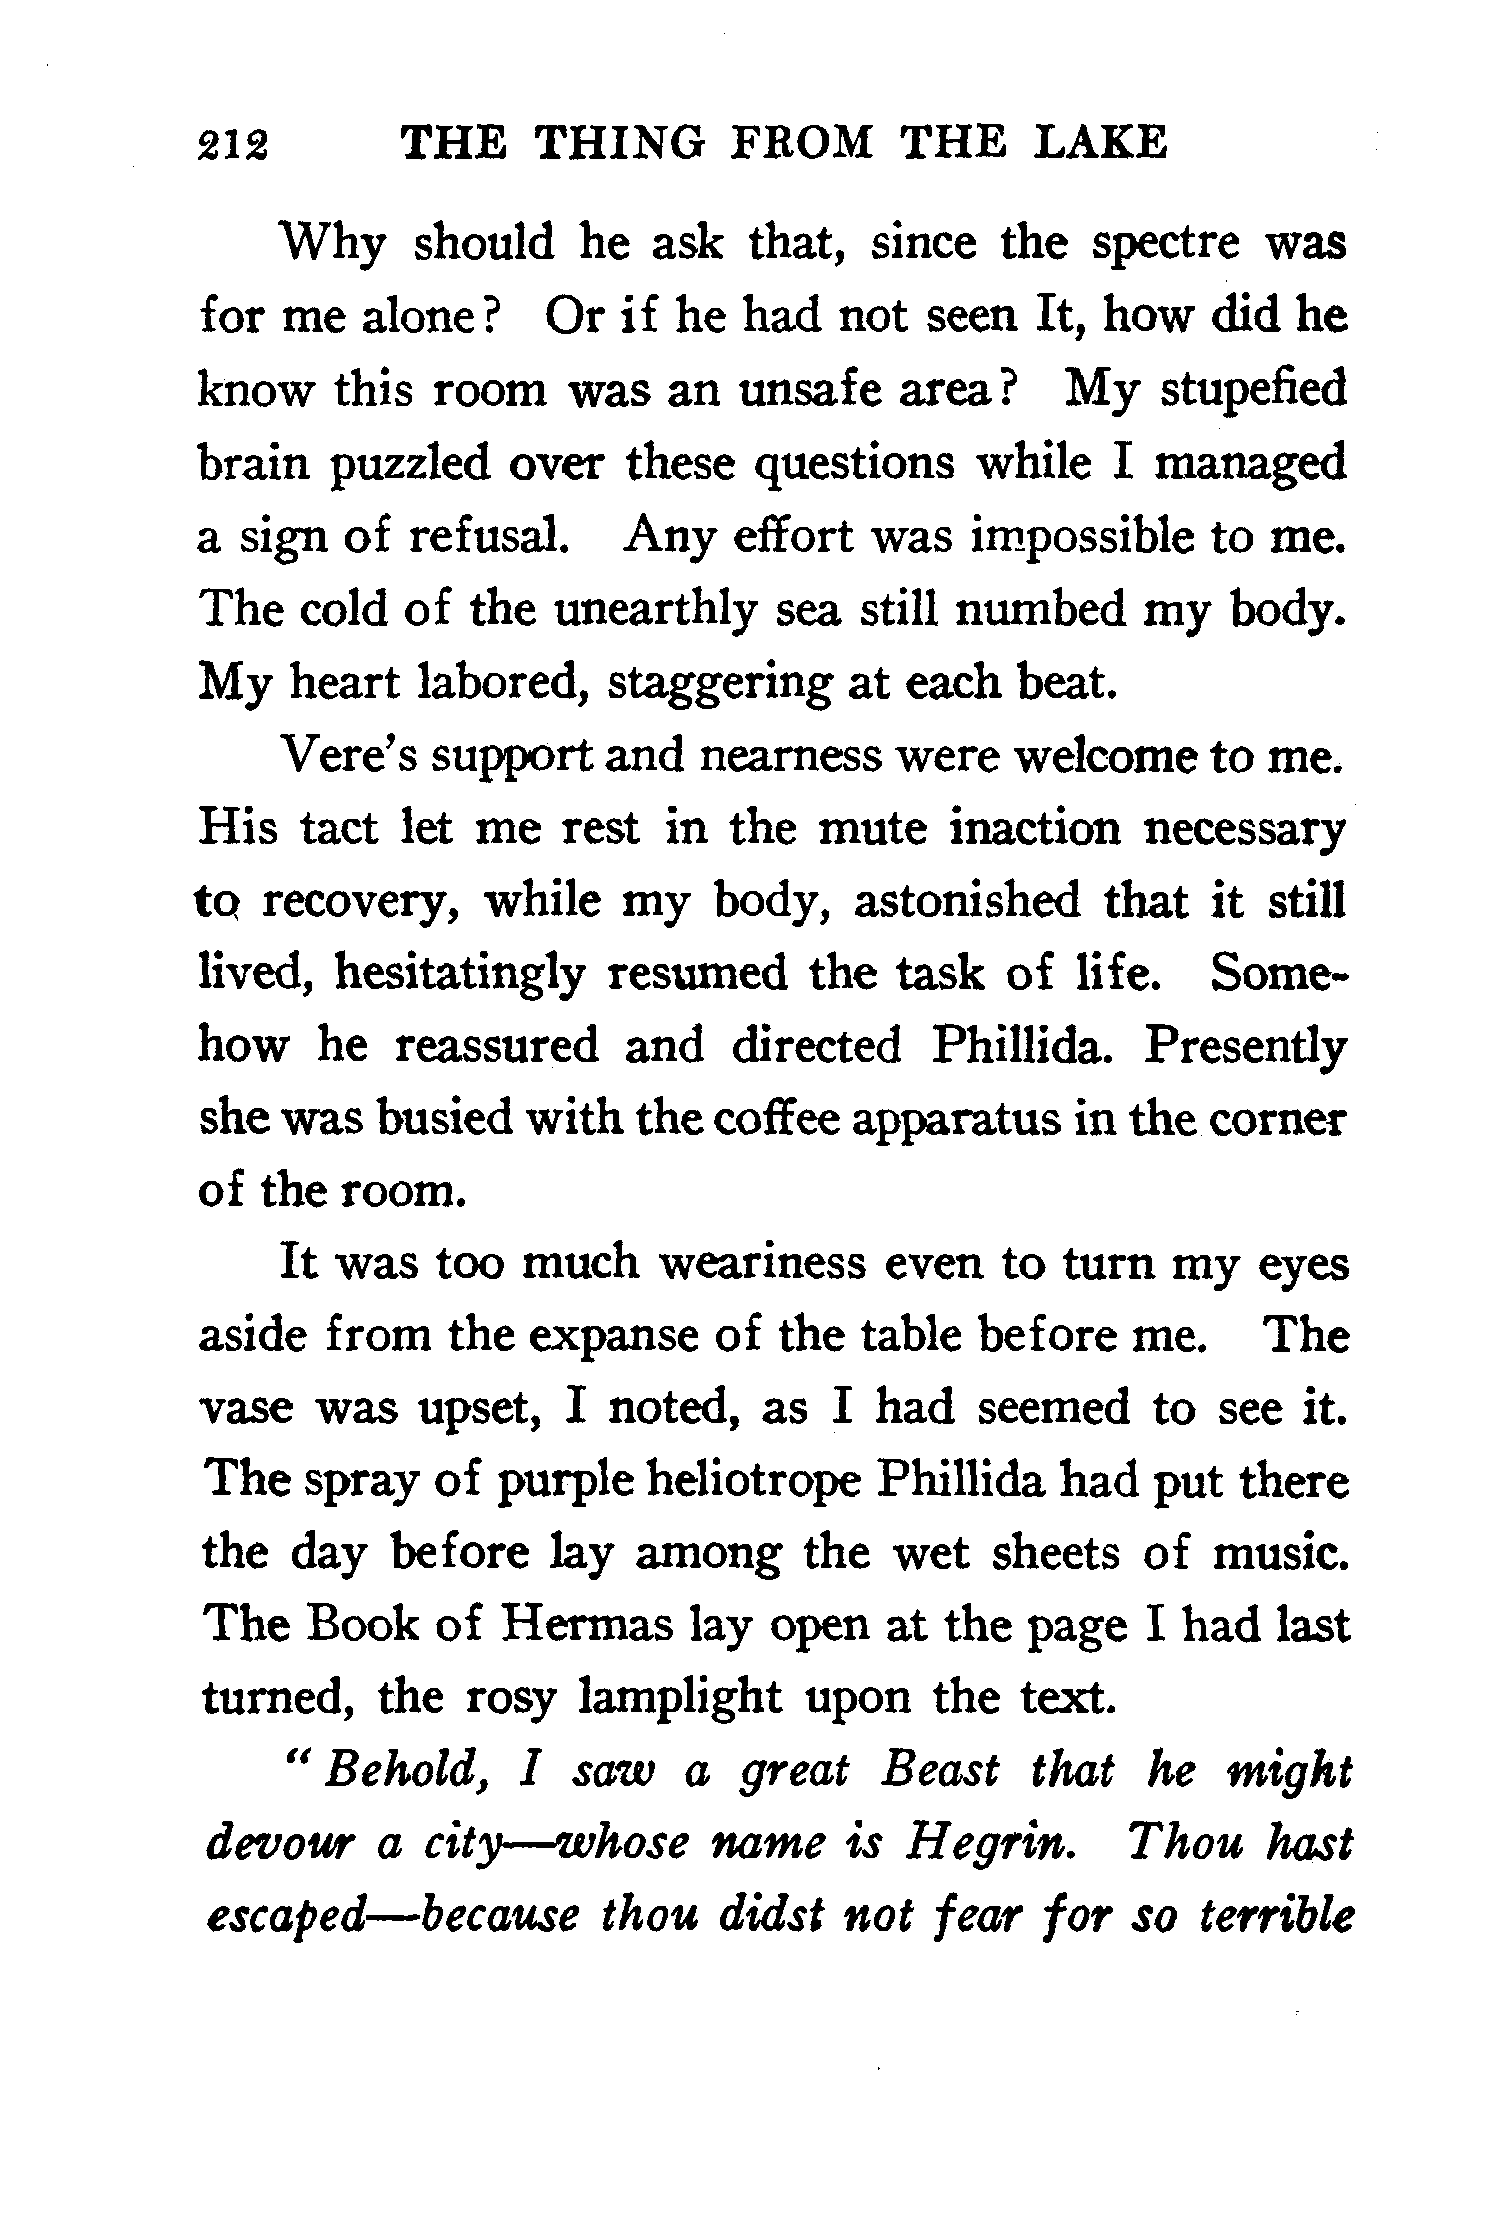 212 THE THING FROM THE LAKE
Why should he ask that, since the spectre was
for me alone? Or if he had not seen It, how did he
know this room was an unsafe area? My stupefied
brain puzzled over these questions while I managed
a sign of refusal. Any effort was impossible to me.
The cold of the unearthly sea still numbed my body.
My heart labored, staggering at each beat.
Vere's support and nearness were welcome to me.
His tact let me rest in the mute inaction necessary
to recovery, while my body, astonished that it still
lived, hesitatingly resumed the task of life. Some-
how he reassured and directed Phillida. Presently
she was busied with the coffee apparatus in the corner
of the room.
It was too much weariness even to turn my eyes
aside from the expanse of the table before me. The
vase was upset, I noted, as I had seemed to see it.
The spray of purple heliotrope Phillida had put there
the day before lay among the wet sheets of music.
The Book of Hermas lay open at the page I had last
turned, the rosy lamplight upon the text.
" Behold, I saw a great Beast that he might
devour a city—whose name is Hegrin. Thou hast
escaped—because thou didst not fear for so terrible